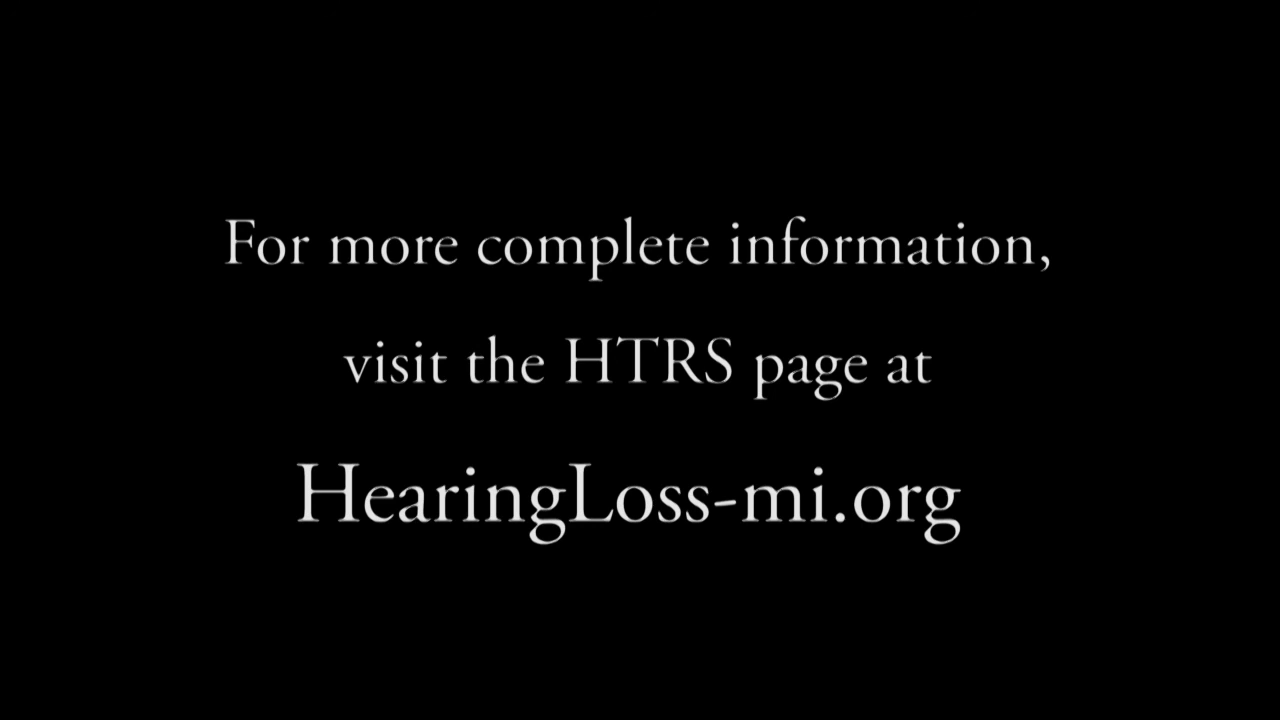 For more complete information,
visit the HTRS page at
HearingLoss-mi.org